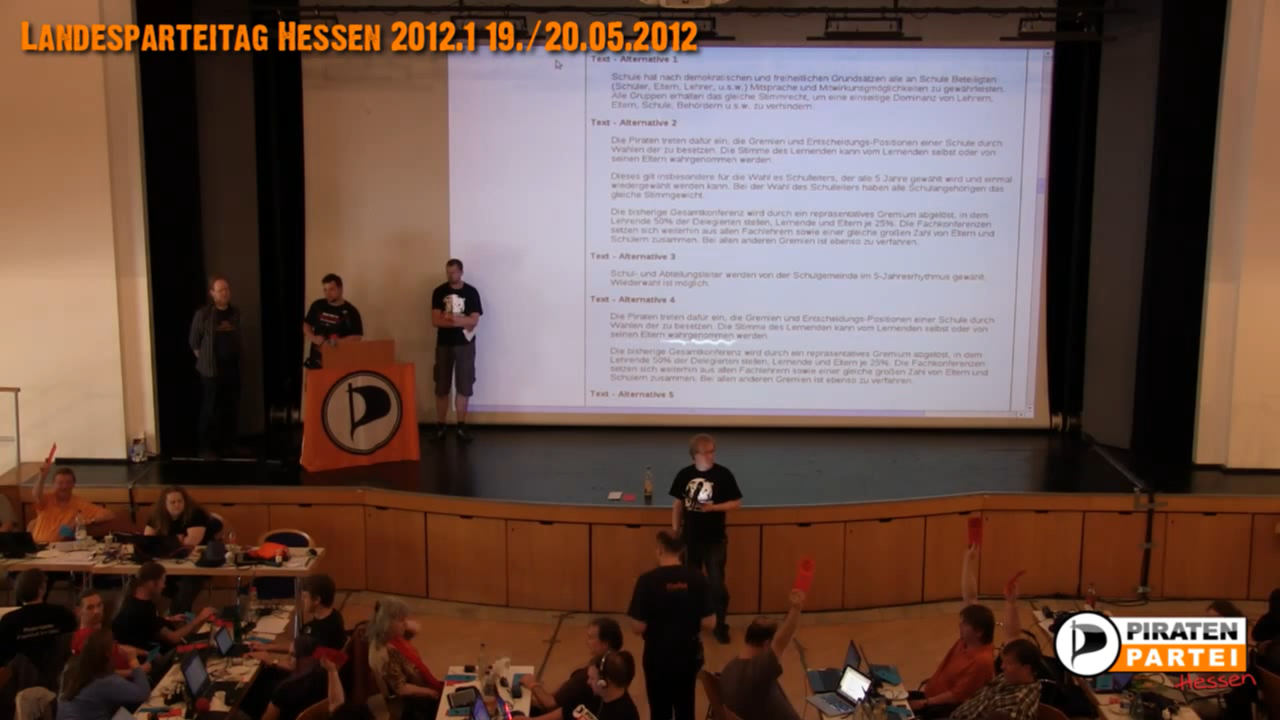 LANDESPARTEITAG HESSEN 2012.1 19./20.05.2012
Text - Alternative 1
Schule hat nach demokratischen und freiheitlichen Grundsätzen alle an Schule Beteiligten
(Schüler, Eltern, Lehrer, u.s.w.) Mitsprache und Mitwirkungsmöglichkeiten zu gewährleisten.
Alle Gruppen erhalten das gleiche Stimmrecht, um eine einseitige Dominanz von Lehrern,
Eltern, Schule, Behördern u.s.w. zu verhindern.
Text - Alternative 2
Die Piraten treten dafür ein, die Gremien und Entscheidungs-Positionen einer Schule durch
Wahlen der zu besetzen. Die Stimme des Lernenden kann vom Lernenden selbst oder von
seinen Eltern wahrgenommen werden.
Dieses gilt insbesondere für die Wahl es Schulleiters, der alle 5 Jahre gewählt wird und einmal
wiedergewählt werden kann. Bei der Wahl des Schulleiters haben alle Schulangehörigen das
gleiche Stimmgewicht.
Die bisherige Gesamtkonferenz wird durch ein repräsentatives Gremium abgelöst, in dem
Lehrende 50% der Delegierten stellen, Lernende und Eltern je 25%. Die Fachkonferenzen
setzen sich weiterhin aus allen Fachlehrern sowie einer gleiche großen Zahl von Eltern und
Schülern zusammen. Bei allen anderen Gremien ist ebenso zu verfahren.
Text - Alternative 3
Schul- und Abteilungsleiter werden von der Schulgemeinde im 5-Jahresrhythmus gewählt.
Wiederwahl ist möglich.
Text - Alternative 4
Die Piraten treten dafür ein, die Gremien und Entscheidungs-Positionen einer Schule durch
Wahlen der zu besetzen. Die Stimme des Lernenden kann vom Lernenden selbst oder von
seinen Eltern wahrgenommen werden.
Die bisherige Gesamtkonferenz wird durch ein repräsentatives Gremium abgelöst, in dem
Lehrende 50% der Delegierten stellen, Lernende und Eltern je 25%. Die Fachkonferenzen
setzen sich weiterhin aus allen Fachlehrern sowie einer gleiche großen Zahl von Eltern und
Schülern zusammen. Bei allen anderen Gremien ist ebenso zu verfahren.
Text - Alternative 5
PIRATEN
PARTEI
Hessen